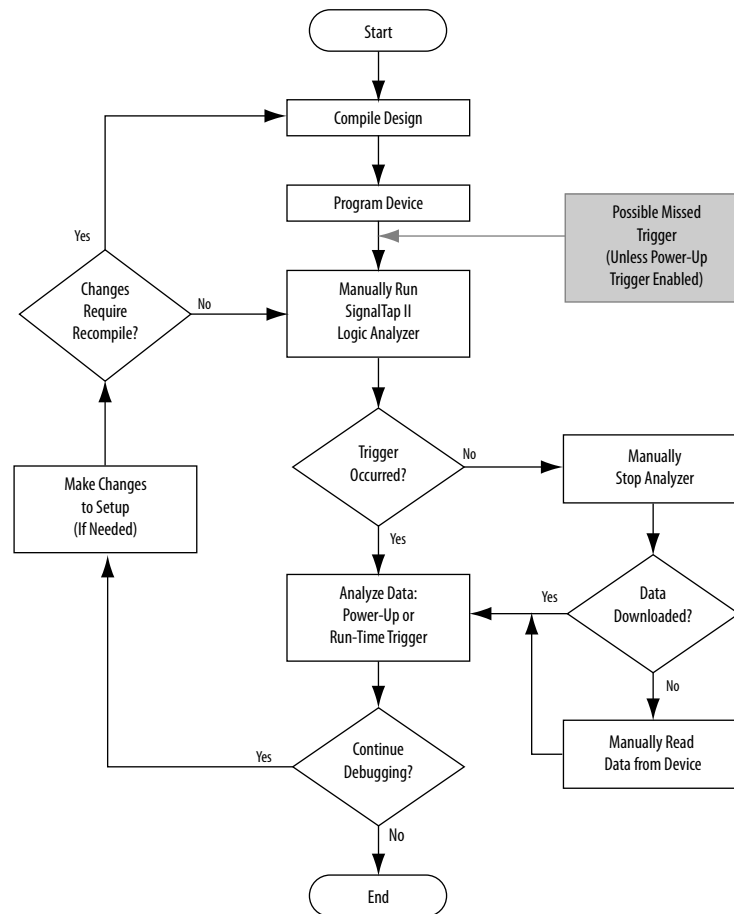 Start
Compile Design
Program Device
Possible Missed
Trigger
(Unless Power-Up
Trigger Enabled)
Yes
Changes
Require
Recompile?
No
Manually Run
SignalTap II
Logic Analyzer
Trigger
Occurred?
No
Manually
Stop Analyzer
Make Changes
to Setup
(If Needed)
Yes
Analyze Data:
Power-Up or
Run-Time Trigger
Yes
Data
Downloaded?
No
Manually Read
Data from Device
Yes
Continue
Debugging?
No
End